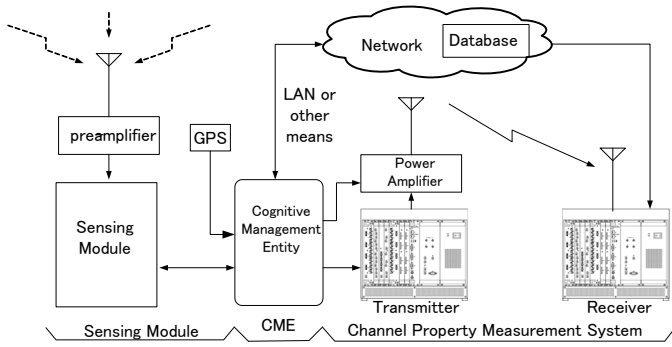 Network
Database
LAN or
other
means
preamplifier
GPS
Power
Amplifier
Sensing
Module
Cognitive
Management
Entity
Transmitter
Receiver
Sensing Module
CME
Channel Property Measurement System